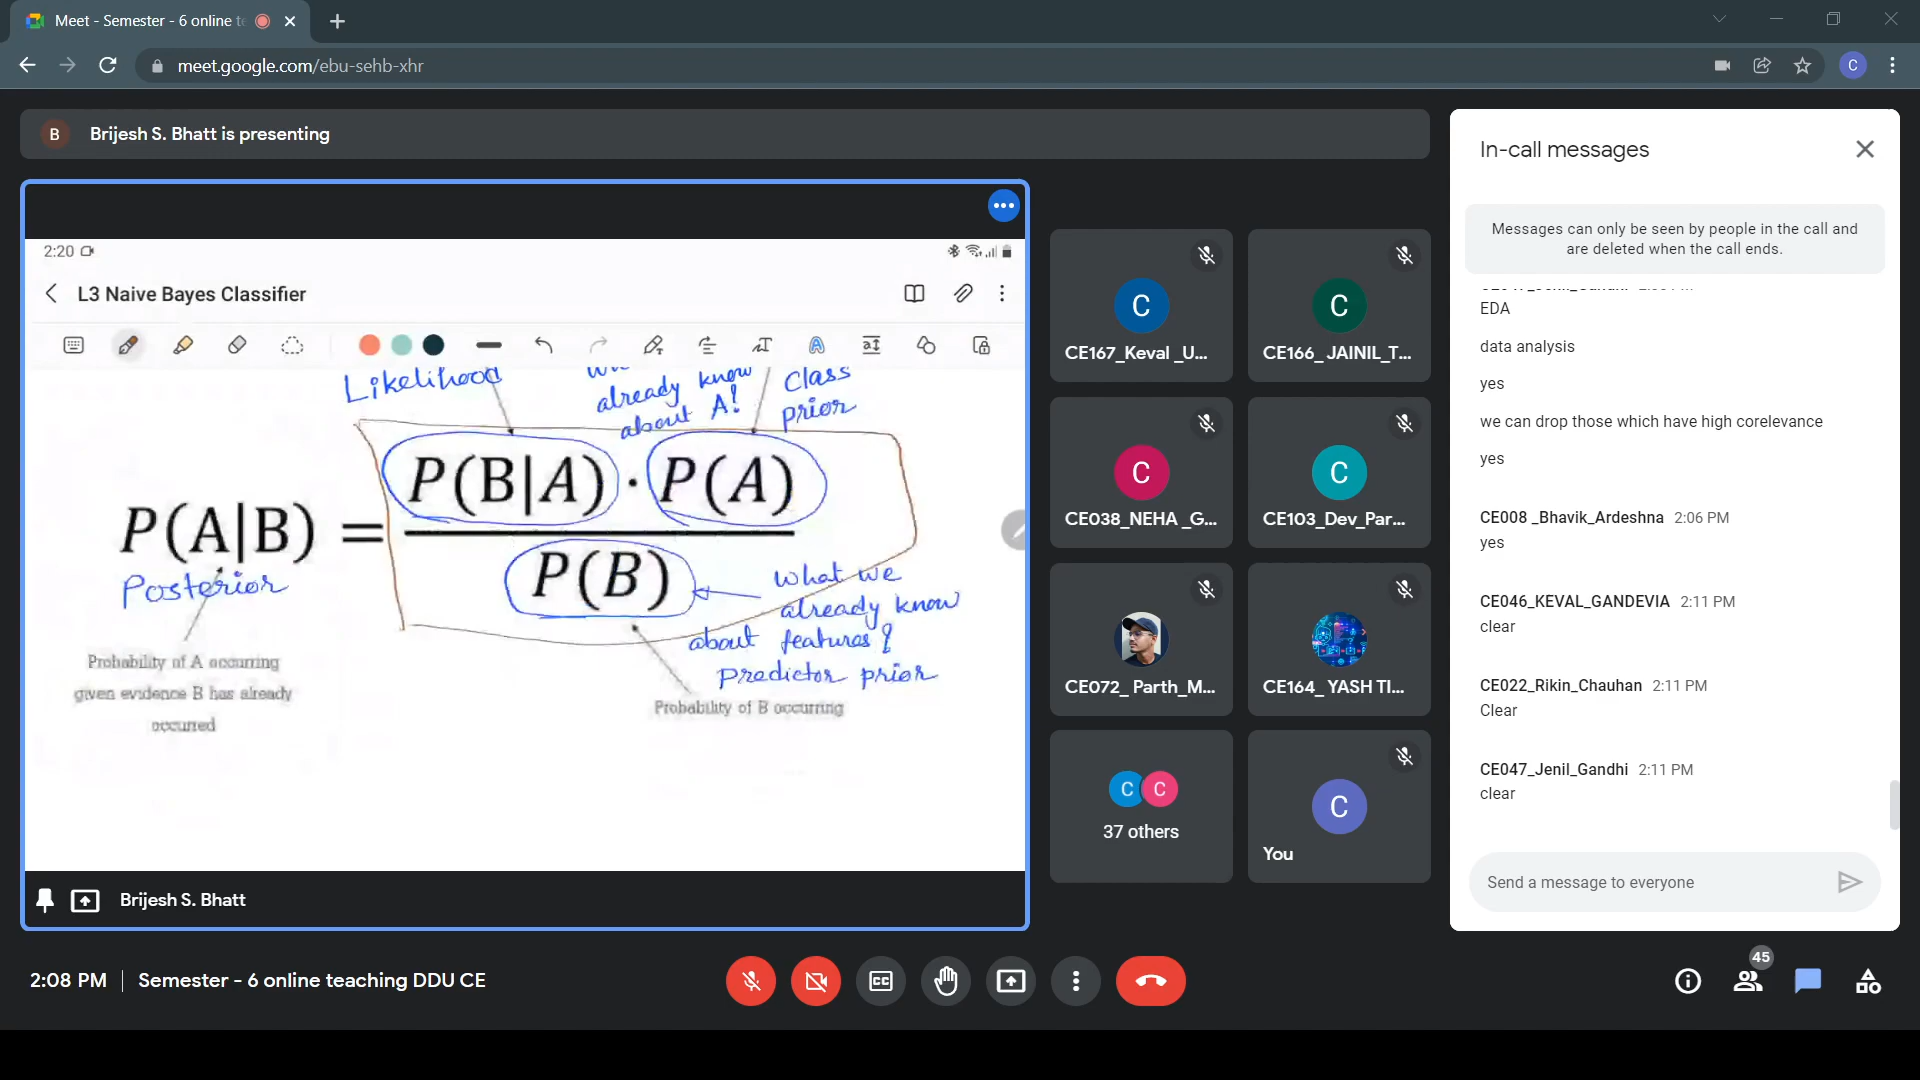 Meet - Semester - 6 online te
meet.google.com/ebu-sehb-xhr
C
B
Brijesh S. Bhatt is presenting
2:20
L3 Naive Bayes Classifier
Likelihood
already know
about A!
Class
prior
P(B|A) · P(A)
P(A|B) =
P(B)
Posterior
what we
already know
about features!
Predictor prior
Probability of A occurring
given evidence B has already
occurred
Probability of B occurring
Brijesh S. Bhatt
C
CE167_Keval _U...
C
CE166_ JAINIL_T...
C
CE038_NEHA _G...
C
CE103_Dev_Par...
CE072_ Parth_M...
CE164_ YASH TI...
C C
37 others
C
You
In-call messages
Messages can only be seen by people in the call and
are deleted when the call ends.
EDA
data analysis
yes
we can drop those which have high corelevance
yes
CE008 _Bhavik_Ardeshna 2:06 PM
yes
CE046_KEVAL_GANDEVIA 2:11 PM
clear
CE022_Rikin_Chauhan 2:11 PM
Clear
CE047_Jenil_Gandhi 2:11 PM
clear
Send a message to everyone
2:08 PM
Semester - 6 online teaching DDU CE
45